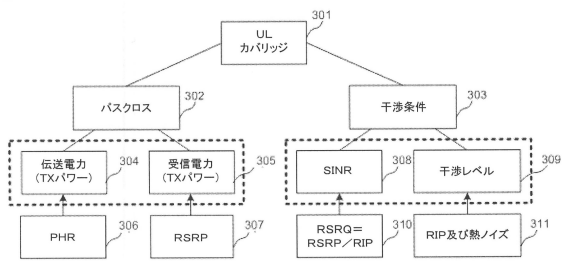 301
UL
カバリッジ
パスクロス
302
干渉条件
303
伝送電力
(TXパワー)
304
受信電力
(TXパワー)
305
SINR
308
干渉レベル
309
PHR
306
RSRP
307
RSRQ=
RSRP/RIP
310
RIP及び熱ノイズ
311